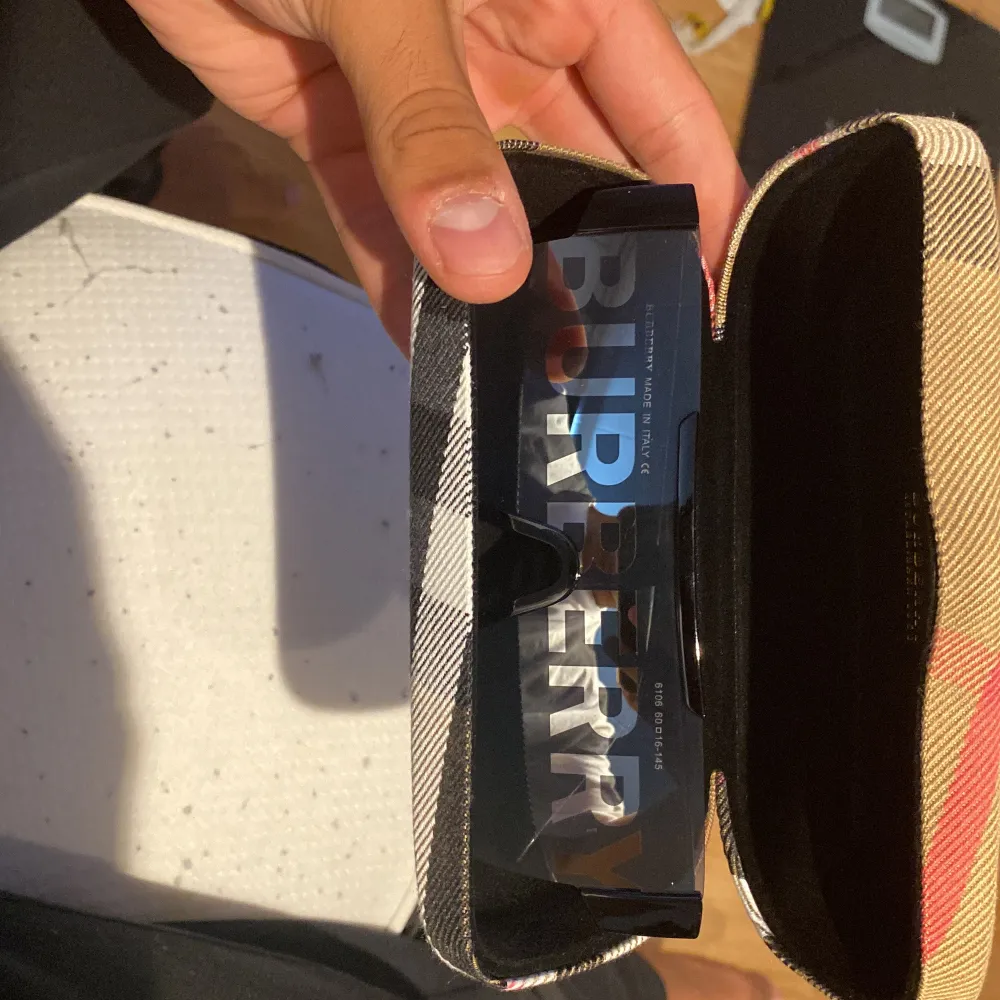 BURBERRY
BURBERRY MADE IN ITALY CE
6106 60□16-145